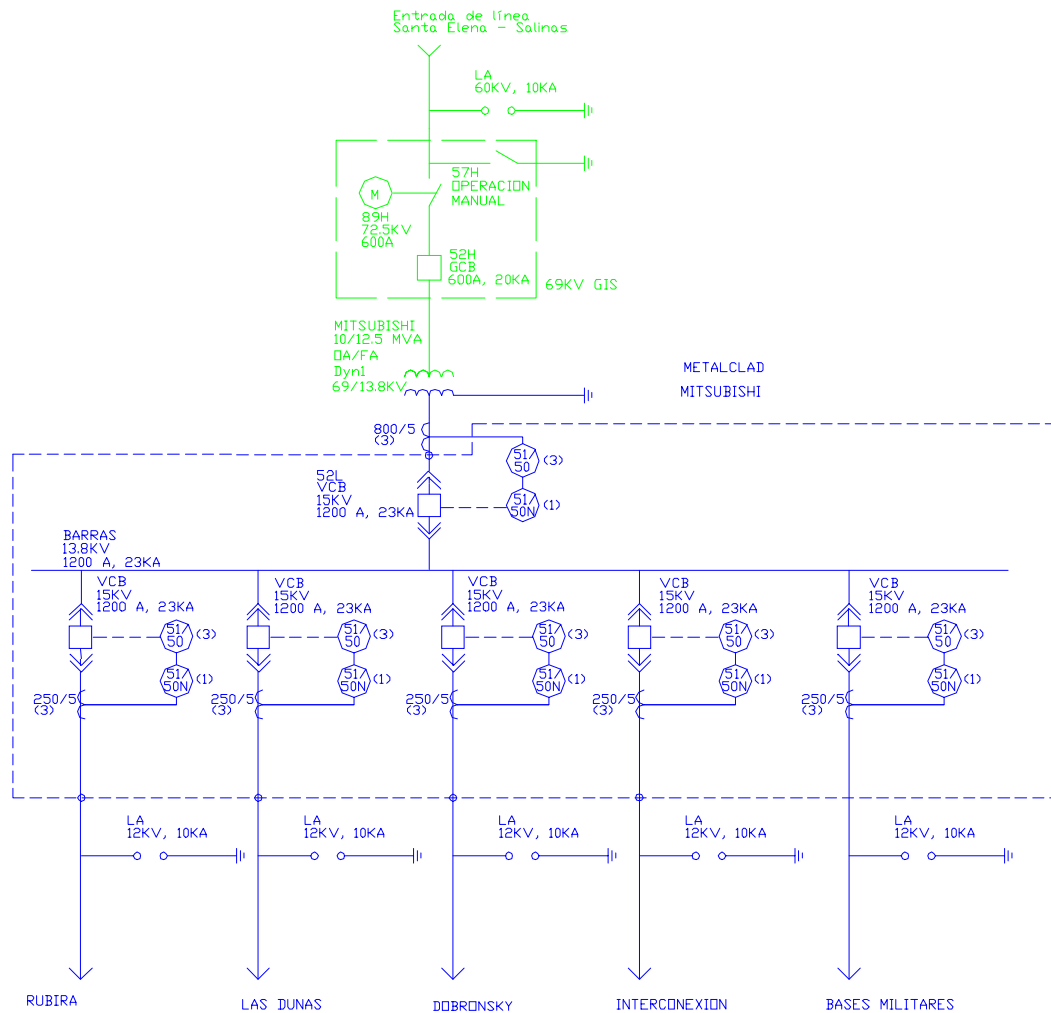 Entrada de línea
Santa Elena - Salinas
LA
60KV, 10KA
57H
OPERACION
MANUAL
M
89H
72.5KV
600A
52H
GCB
600A, 20KA
69KV GIS
MITSUBISHI
10/12.5 MVA
OA/FA
Dyn1
69/13.8KV
METALCLAD
MITSUBISHI
800/5
(3)
51/
50
(3)
52L
VCB
15KV
1200 A, 23KA
51/
50N
(1)
BARRAS
13.8KV
1200 A, 23KA
VCB
15KV
1200 A, 23KA
51/
50
(3)
51/
50N
(1)
250/5
(3)
VCB
15KV
1200 A, 23KA
51/
50
(3)
51/
50N
(1)
250/5
(3)
VCB
15KV
1200 A, 23KA
51/
50
(3)
51/
50N
(1)
250/5
(3)
VCB
15KV
1200 A, 23KA
51/
50
(3)
51/
50N
(1)
250/5
(3)
VCB
15KV
1200 A, 23KA
51/
50
(3)
51/
50N
(1)
250/5
(3)
LA
12KV, 10KA
LA
12KV, 10KA
LA
12KV, 10KA
LA
12KV, 10KA
LA
12KV, 10KA
RUBIRA
LAS DUNAS
DOBRONSKY
INTERCONEXION
BASES MILITARES